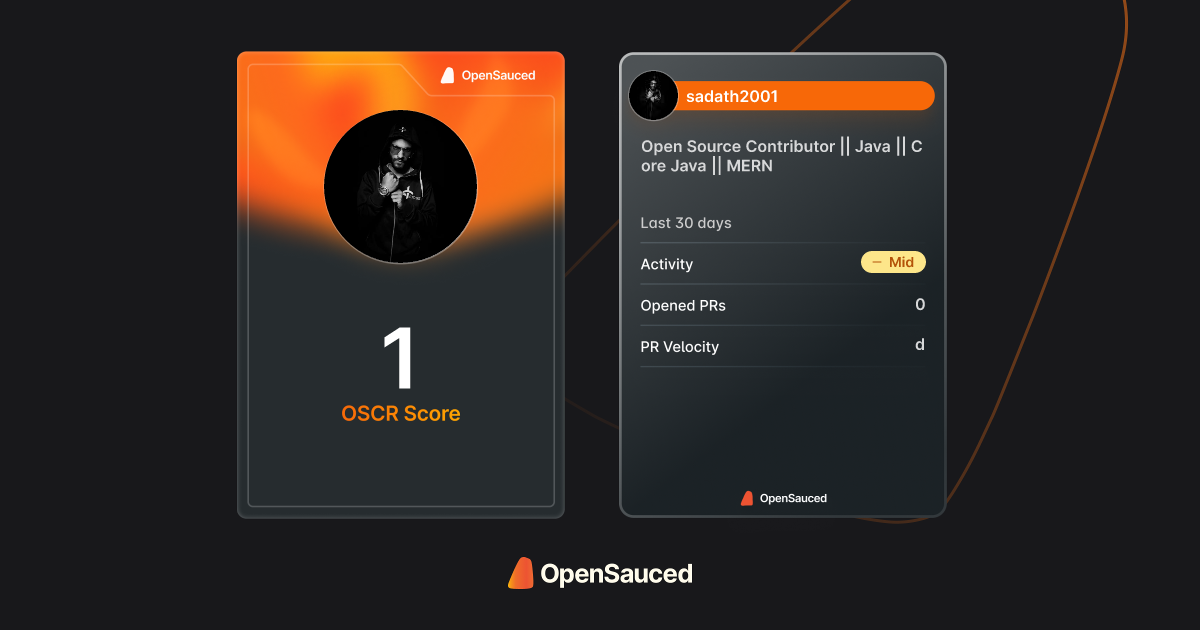 OpenSauced
1
OSCR Score
sadath2001
Open Source Contributor || Java || C
ore Java || MERN
Last 30 days
Activity
– Mid
Opened PRs
0
PR Velocity
d
OpenSauced
OpenSauced